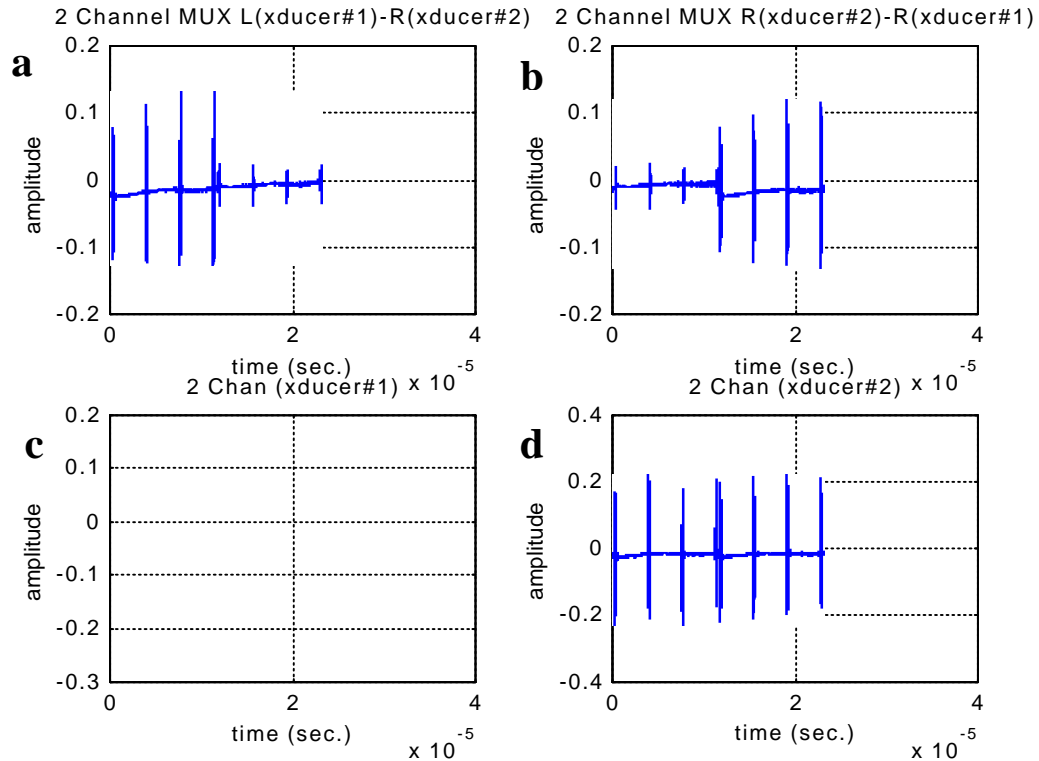 2 Channel MUX L(xducer#1)-R(xducer#2)
a
0.2
0.1
0
-0.1
-0.2
amplitude
0
2
4
time (sec.)
x 10-5
2 Channel MUX R(xducer#2)-R(xducer#1)
b
0.2
0.1
0
-0.1
-0.2
amplitude
0
2
4
time (sec.)
x 10-5
2 Chan (xducer#1)
c
0.2
0.1
0
-0.1
-0.2
-0.3
amplitude
0
2
4
time (sec.)
x 10-5
2 Chan (xducer#2)
d
0.4
0.2
0
-0.2
-0.4
amplitude
0
2
4
time (sec.)
x 10-5